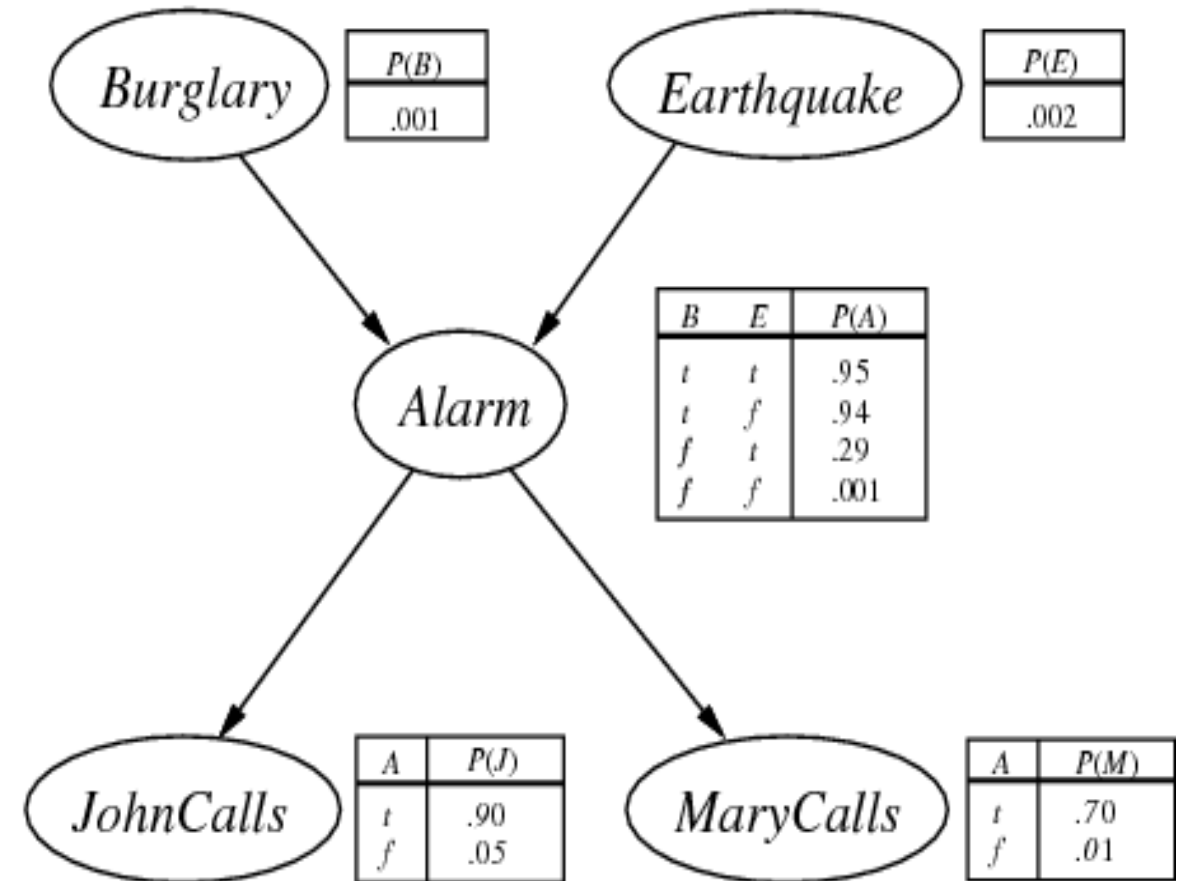 Burglary
P(B)
.001
Earthquake
P(E)
.002
Alarm
B E P(A)
t t .95
t f .94
f t .29
f f .001
JohnCalls
A P(J)
t .90
f .05
MaryCalls
A P(M)
t .70
f .01